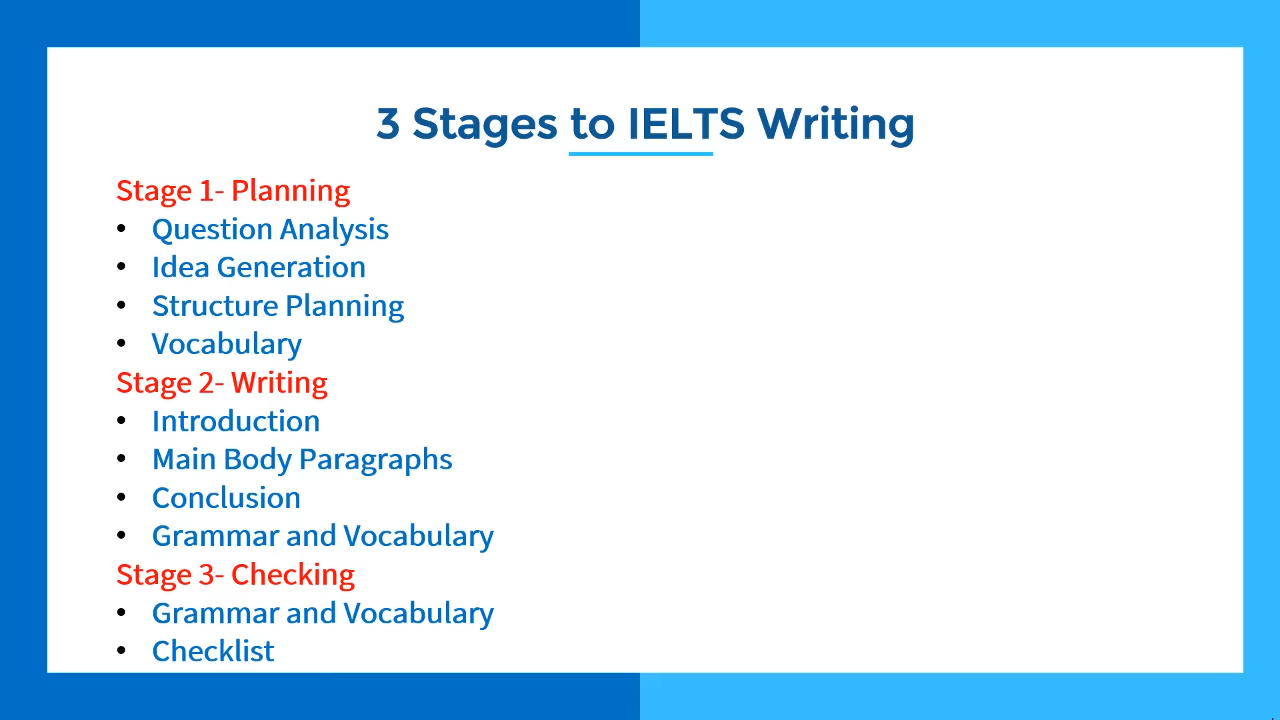 3 Stages to IELTS Writing
Stage 1- Planning
• Question Analysis
• Idea Generation
• Structure Planning
• Vocabulary
Stage 2- Writing
• Introduction
• Main Body Paragraphs
• Conclusion
• Grammar and Vocabulary
Stage 3- Checking
• Grammar and Vocabulary
• Checklist